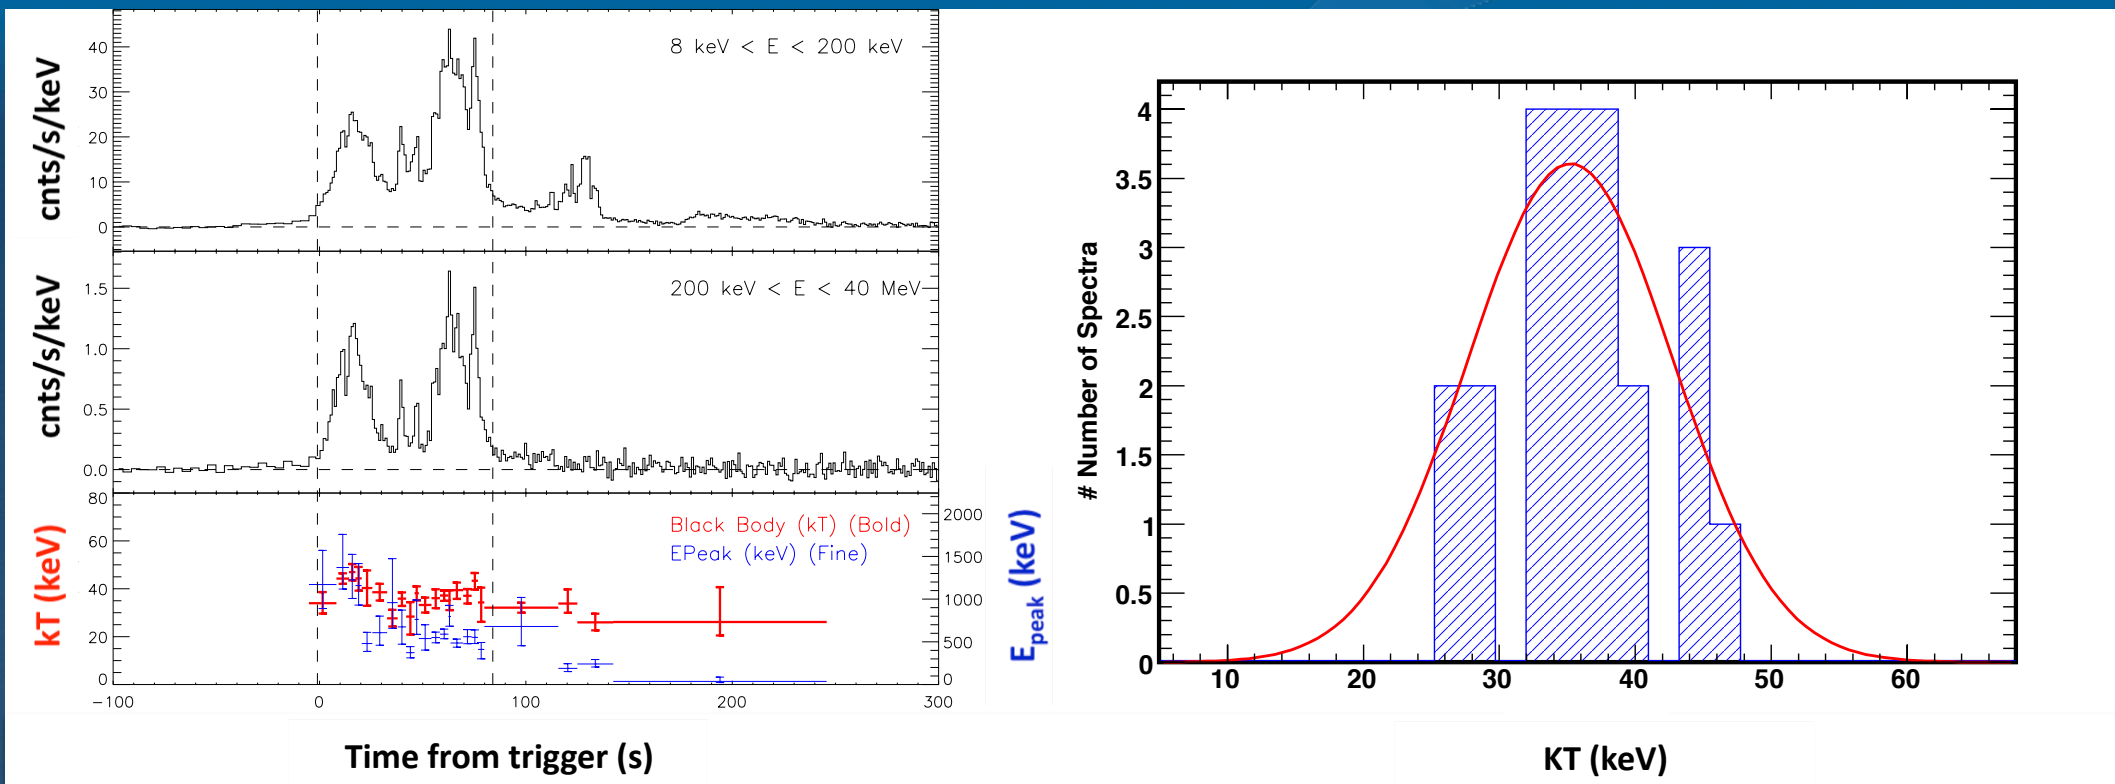 cnts/s/keV
40
30
20
10
0
8 keV < E < 200 keV
cnts/s/keV
1.5
1.0
0.5
0.0
200 keV < E < 40 MeV
kT (keV)
80
60
40
20
0
Black Body (kT) (Bold)
EPeak (keV) (Fine)
2000
1500
1000
500
0
Epeak (keV)
-100 0 100 200 300
Time from trigger (s)
# Number of Spectra
4
3.5
3
2.5
2
1.5
1
0.5
0
10 20 30 40 50 60
KT (keV)